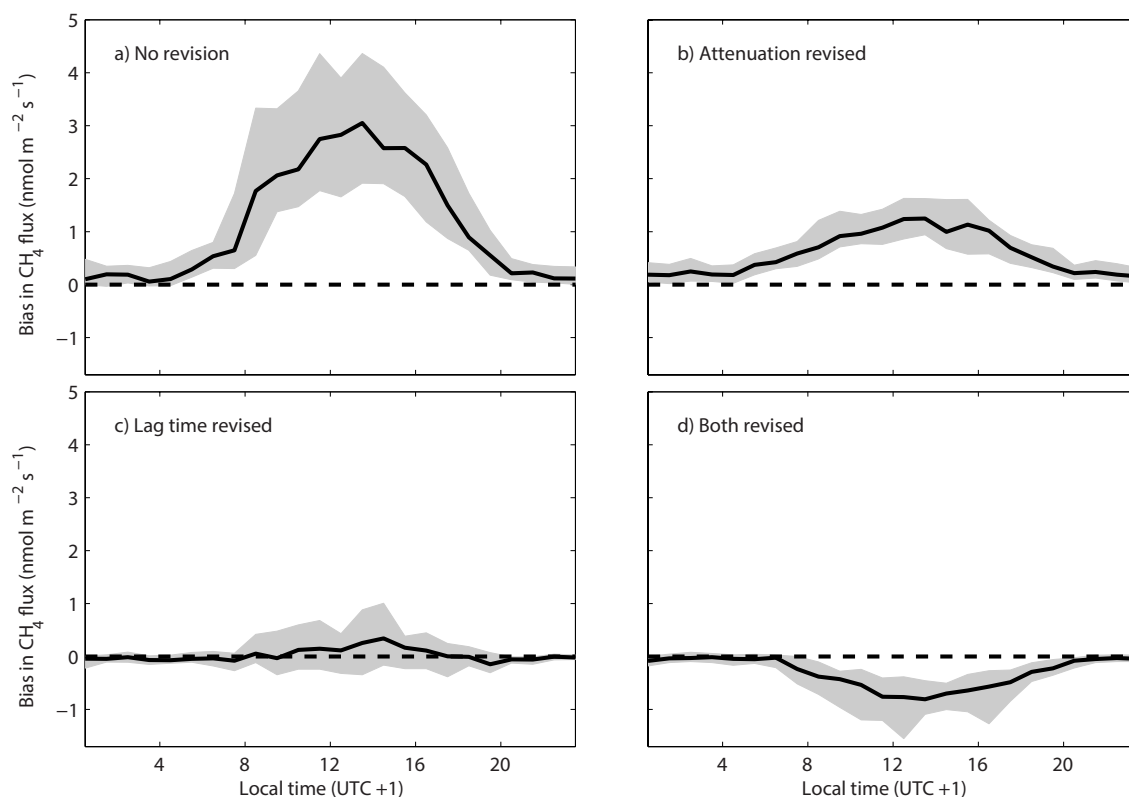 5
4
3
2
1
0
−1
Bias in CH4 flux (nmol m −2 s−1)
a) No revision
b) Attenuation revised
5
4
3
2
1
0
−1
Bias in CH4 flux (nmol m −2 s−1)
c) Lag time revised
d) Both revised
4 8 12 16 20
4 8 12 16 20
Local time (UTC +1)
Local time (UTC +1)